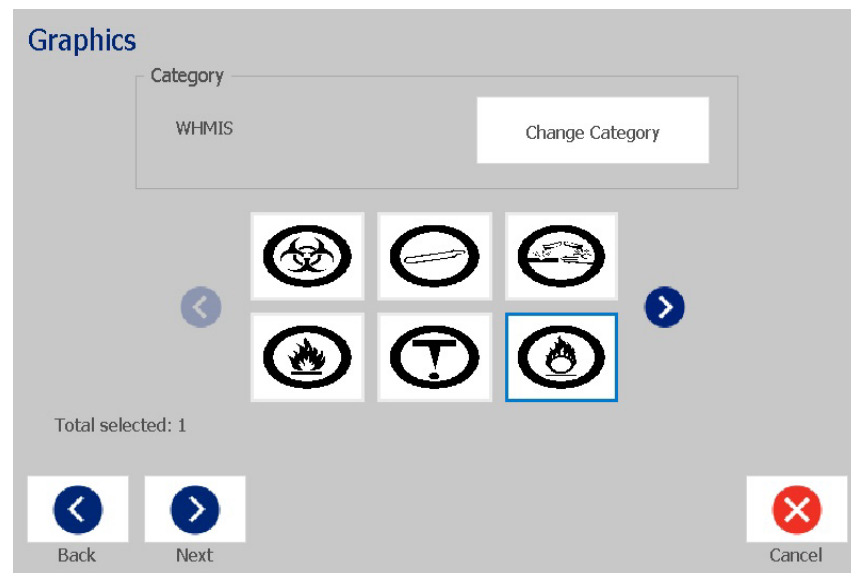 Graphics
Category
WHMIS
Change Category
Total selected: 1
Back
Next
Cancel